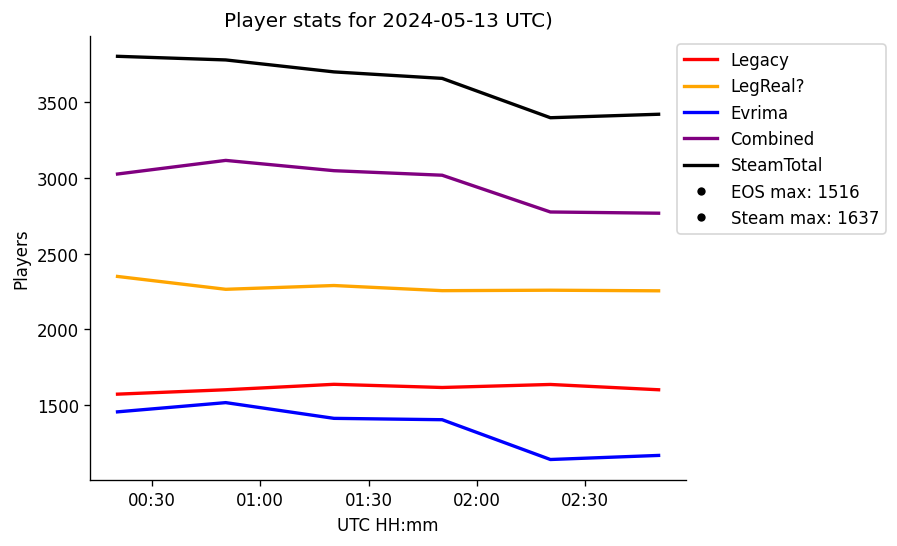 Player stats for 2024-05-13 UTC)
Legacy
LegReal?
Evrima
Combined
SteamTotal
EOS max: 1516
Steam max: 1637
Players
3500
3000
2500
2000
1500
00:30 01:00 01:30 02:00 02:30
UTC HH:mm